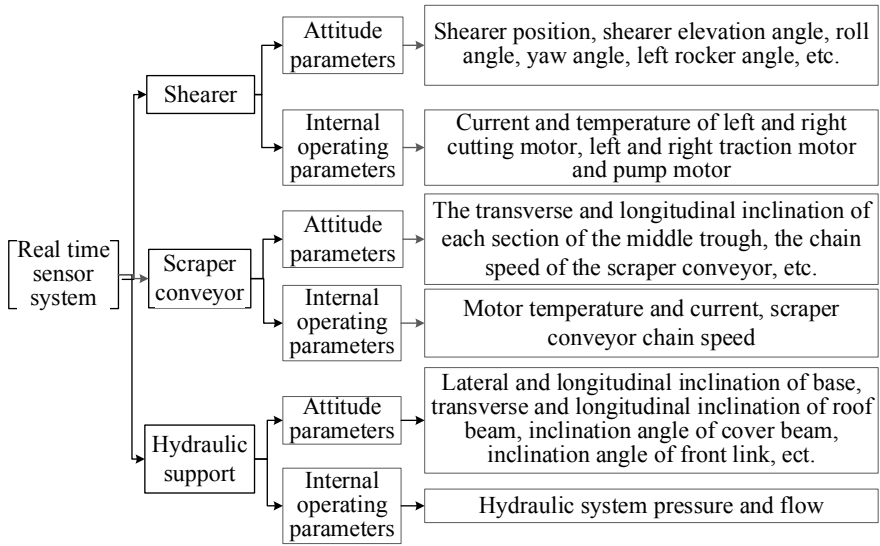 Real time
sensor
system
Shearer
Attitude
parameters
Shearer position, shearer elevation angle, roll
angle, yaw angle, left rocker angle, etc.
Internal
operating
parameters
Current and temperature of left and right
cutting motor, left and right traction motor
and pump motor
Scraper
conveyor
Attitude
parameters
The transverse and longitudinal inclination of
each section of the middle trough, the chain
speed of the scraper conveyor, etc.
Internal
operating
parameters
Motor temperature and current, scraper
conveyor chain speed
Hydraulic
support
Attitude
parameters
Lateral and longitudinal inclination of base,
transverse and longitudinal inclination of roof
beam, inclination angle of cover beam,
inclination angle of front link, ect.
Internal
operating
parameters
Hydraulic system pressure and flow